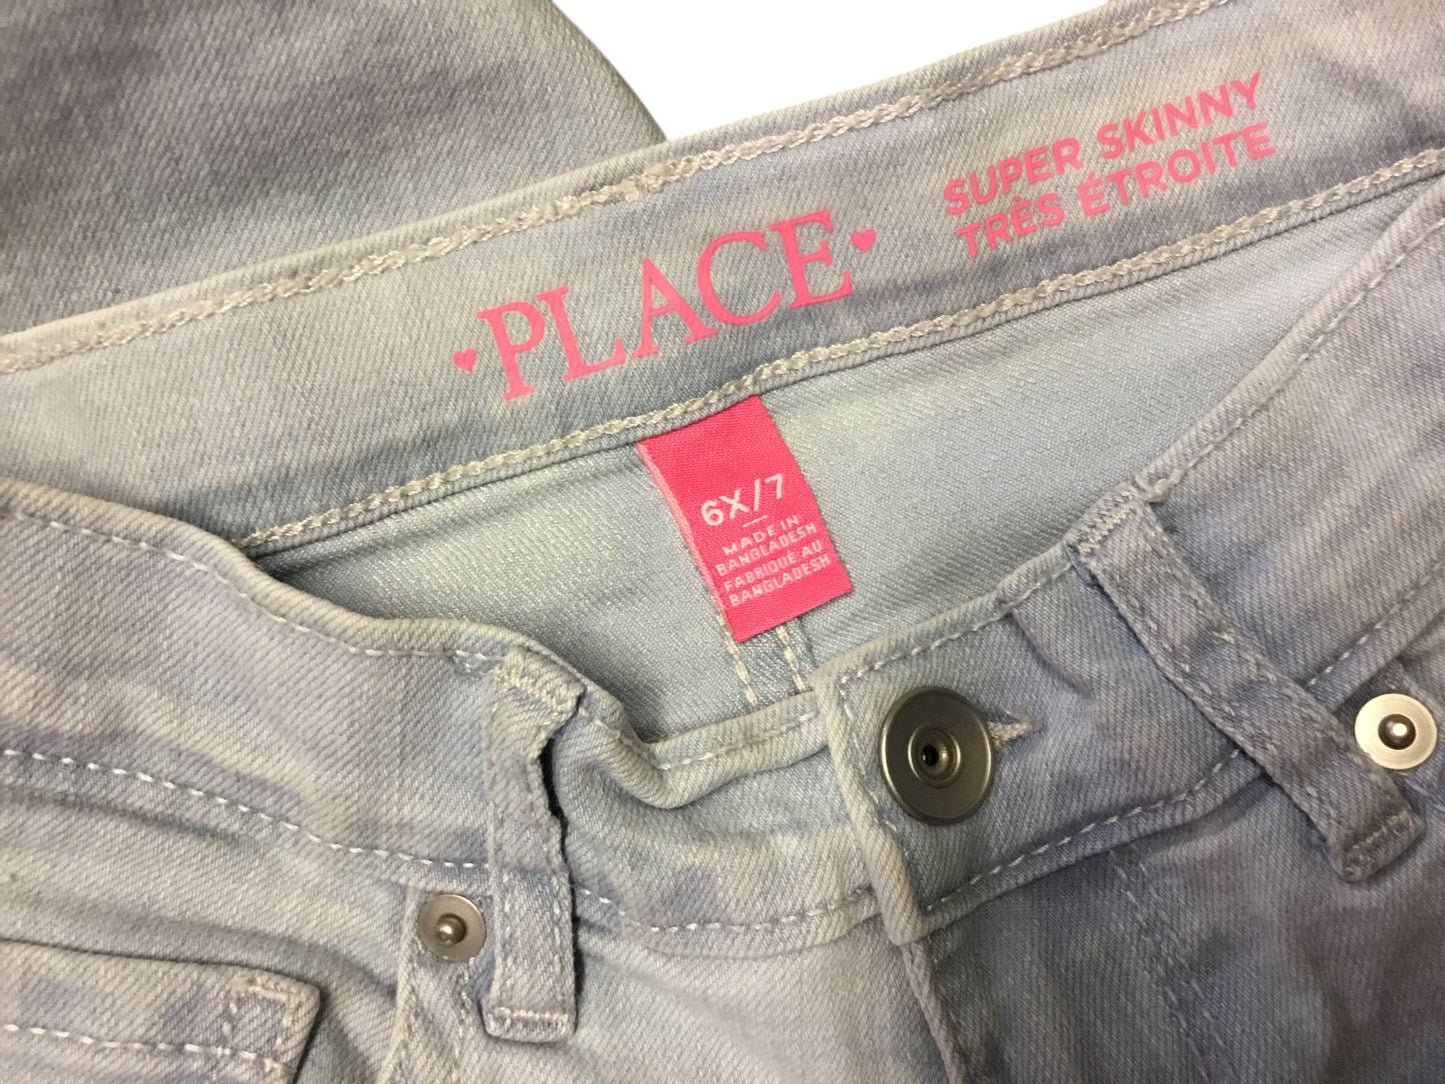 PLACE
SUPER SKINNY
TRÈS ÉTROITE
6X/7
MADE IN
BANGLADESH
FABRIQUÉ AU
BANGLADESH